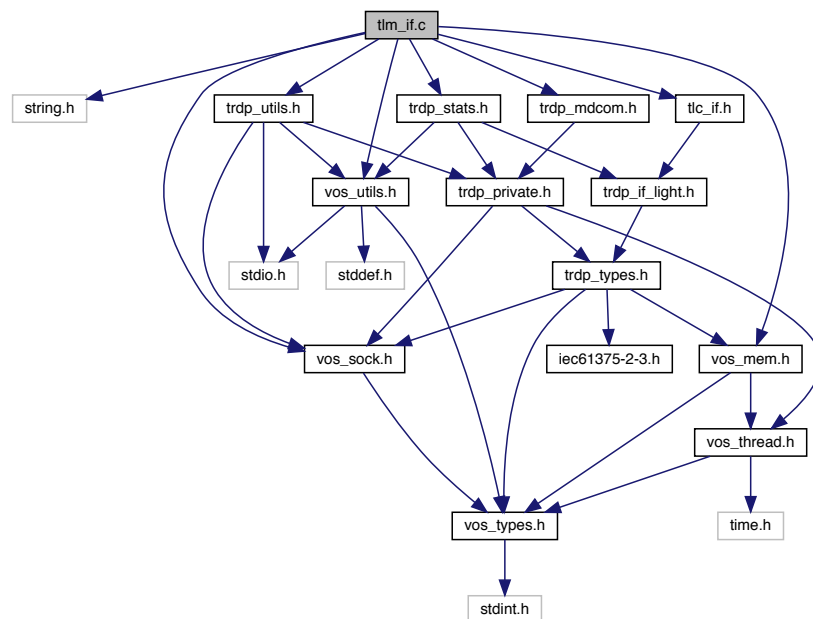 tlm_if.c
string.h
trdp_utils.h
trdp_stats.h
trdp_mdcom.h
tlc_if.h
vos_utils.h
trdp_private.h
trdp_if_light.h
stdio.h
stddef.h
trdp_types.h
vos_sock.h
iec61375-2-3.h
vos_mem.h
vos_thread.h
vos_types.h
time.h
stdint.h